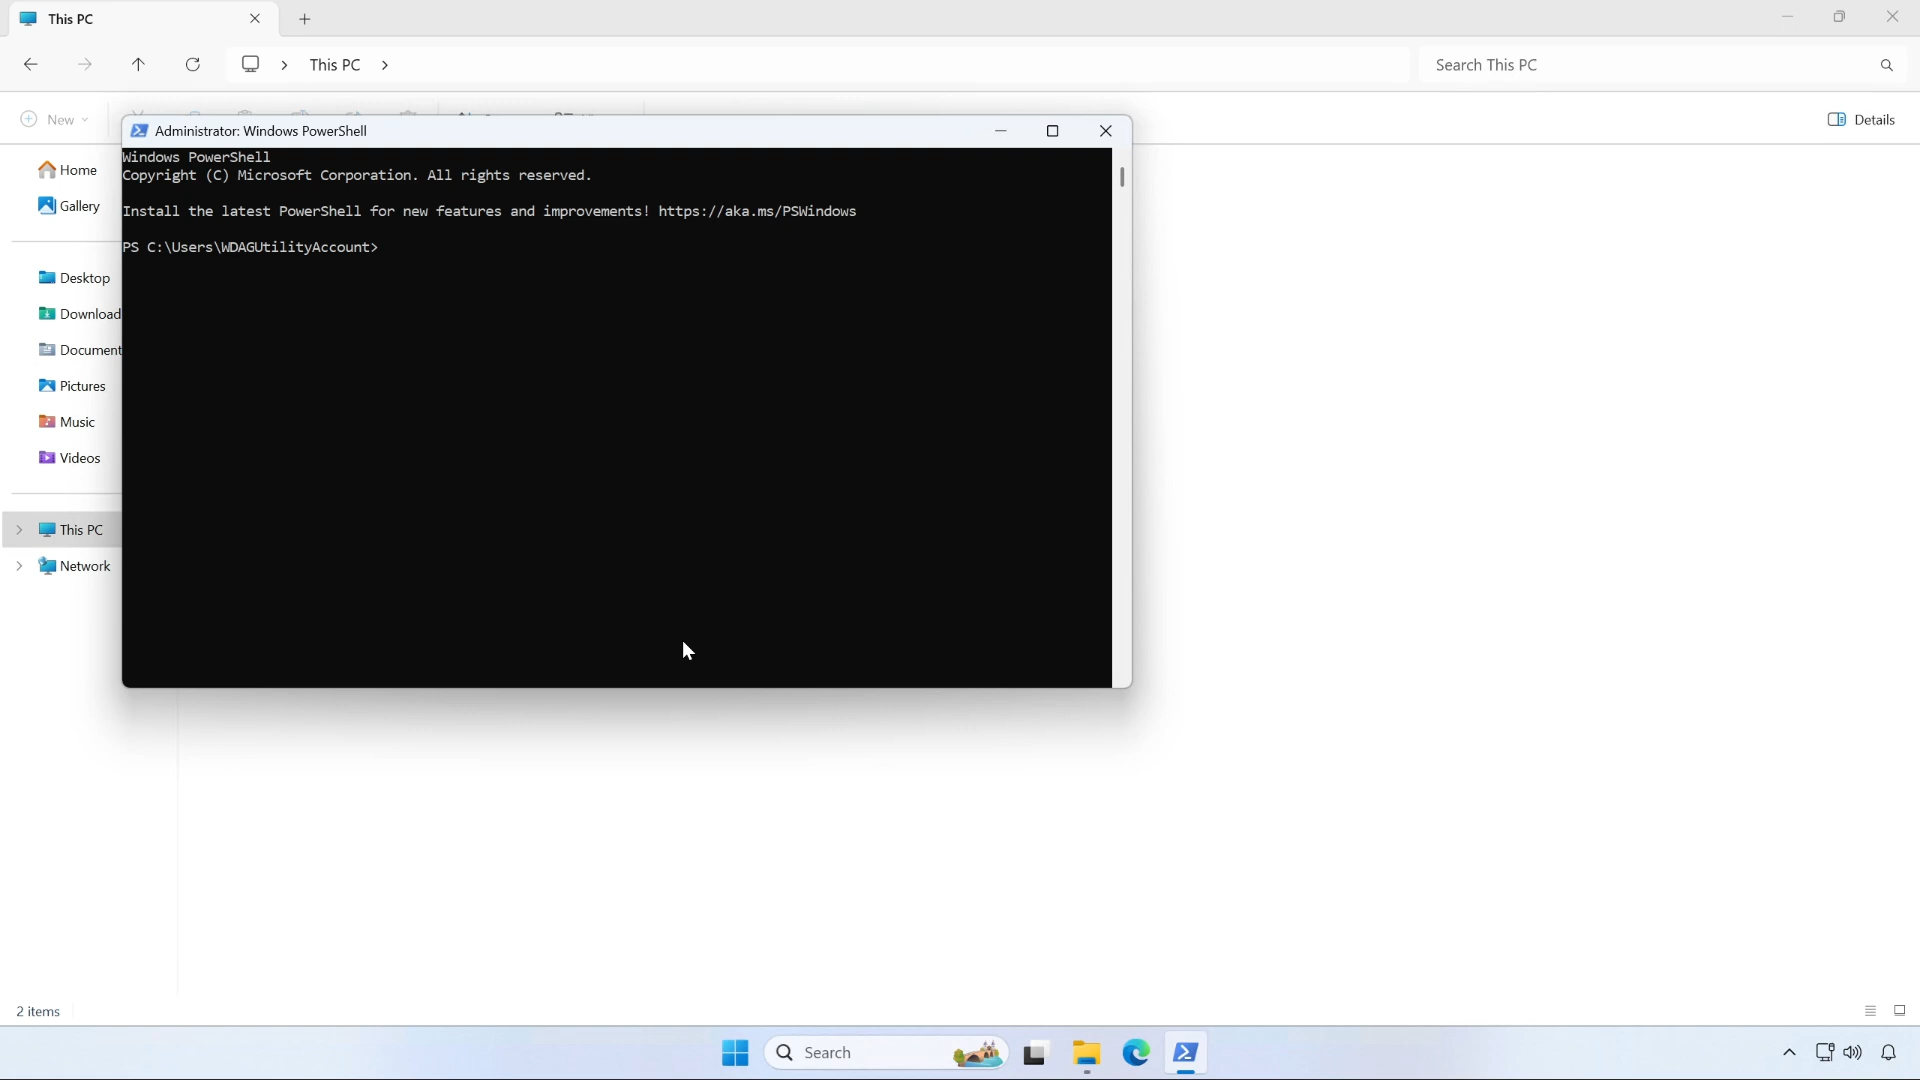 This PC
This PC
Search This PC
New
Details
Administrator: Windows PowerShell
Windows PowerShell
Copyright (C) Microsoft Corporation. All rights reserved.
Install the latest PowerShell for new features and improvements! https://aka.ms/PSWindows
PS C:\Users\WDAGUtilityAccount>
Home
Gallery
Desktop
Download
Document
Pictures
Music
Videos
This PC
Network
2 items
Search